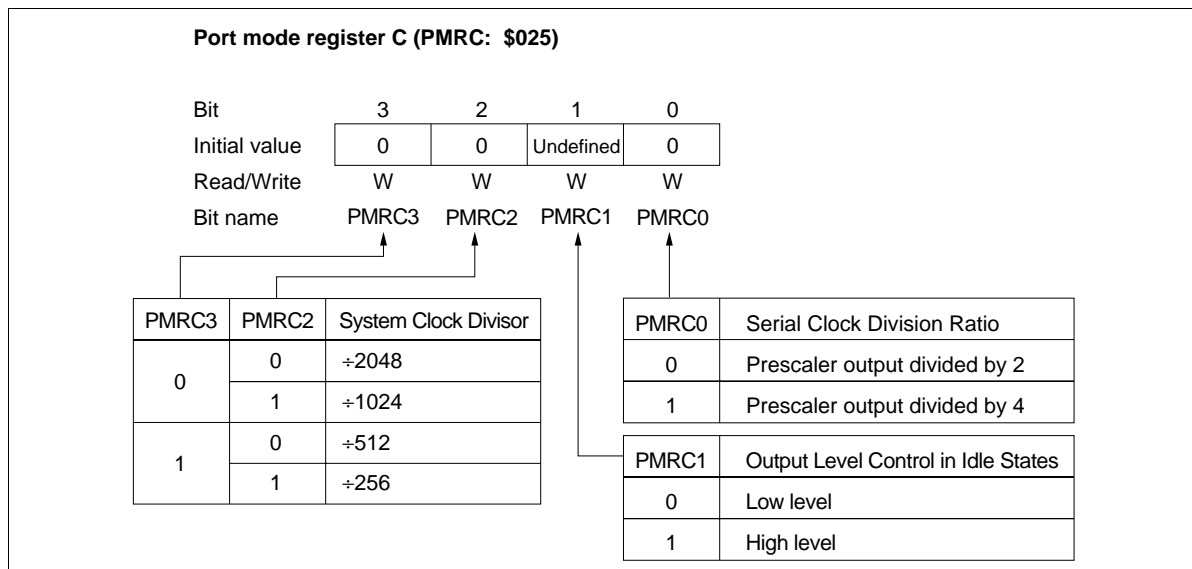 Port mode register C (PMRC: $025)
Bit 3 2 1 0
Initial value 0 0 Undefined 0
Read/Write W W W W
Bit name PMRC3 PMRC2 PMRC1 PMRC0
PMRC3 PMRC2 System Clock Divisor
0 0 ÷2048
1 ÷1024
1 0 ÷512
1 ÷256
PMRC0 Serial Clock Division Ratio
0 Prescaler output divided by 2
1 Prescaler output divided by 4
PMRC1 Output Level Control in Idle States
0 Low level
1 High level